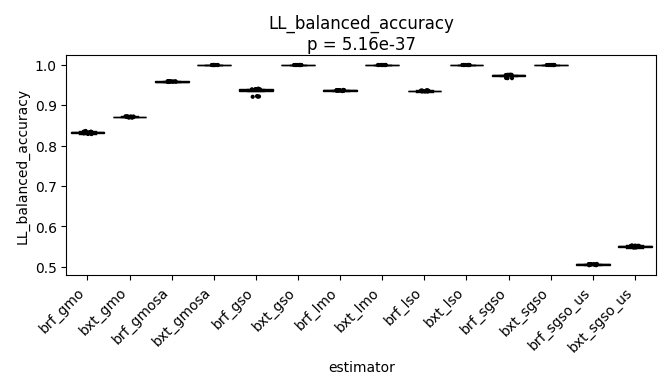 LL_balanced_accuracy
p = 5.16e-37
LL_balanced_accuracy
1.0
0.9
0.8
0.7
0.6
0.5
brf_gmo
bxt_gmo
brf_gmosa
bxt_gmosa
brf_gso
bxt_gso
brf_lmo
bxt_lmo
brf_lso
bxt_lso
brf_sgso
bxt_sgso
brf_sgso_us
bxt_sgso_us
estimator